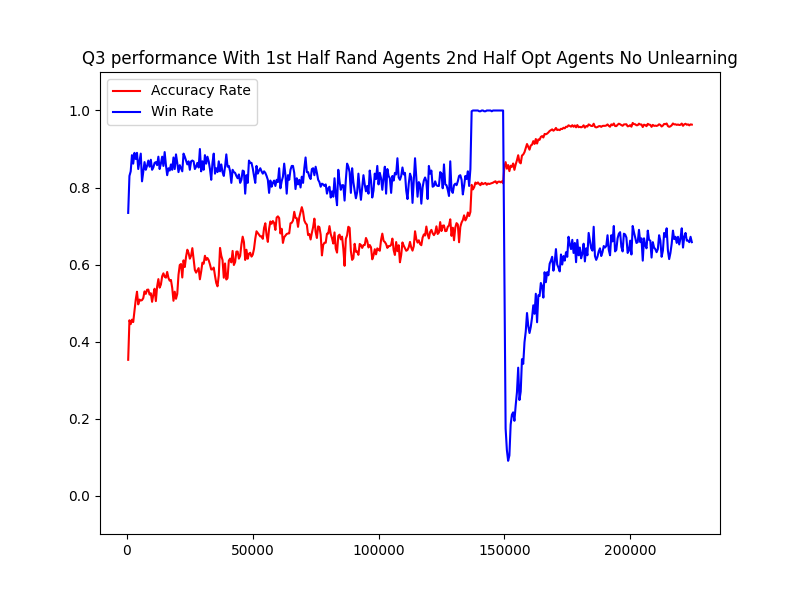 Q3 performance With 1st Half Rand Agents 2nd Half Opt Agents No Unlearning
Accuracy Rate
Win Rate
1.0
0.8
0.6
0.4
0.2
0.0
0 50000 100000 150000 200000